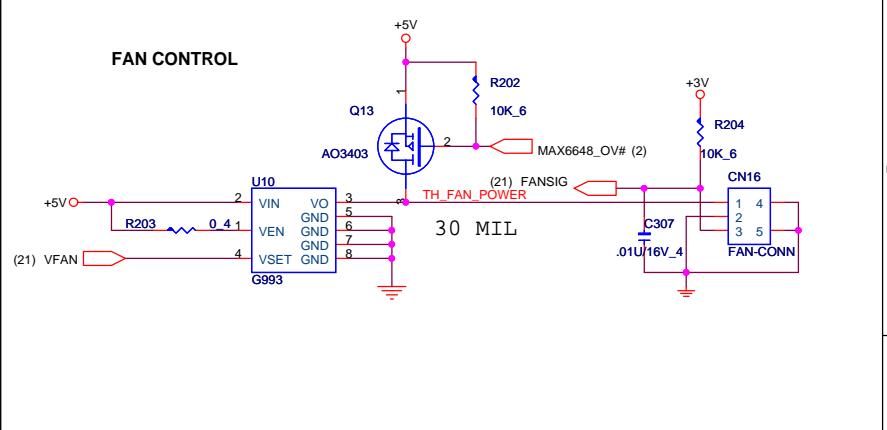 +5V
FAN CONTROL
R202
10K_6
+3V
1
Q13
2
MAX6648_OV# (2)
R204
10K_6
AO3403
(21) FANSIG
CN16
U10
TH_FAN_POWER
3
+5V
2 VIN VO 3
GND 5
R203 0_4 1 VEN GND 6
GND 7
(21) VFAN 4 VSET GND 8
G993
30 MIL
1 4
2
3 5
C307
.01U/16V_4
FAN-CONN